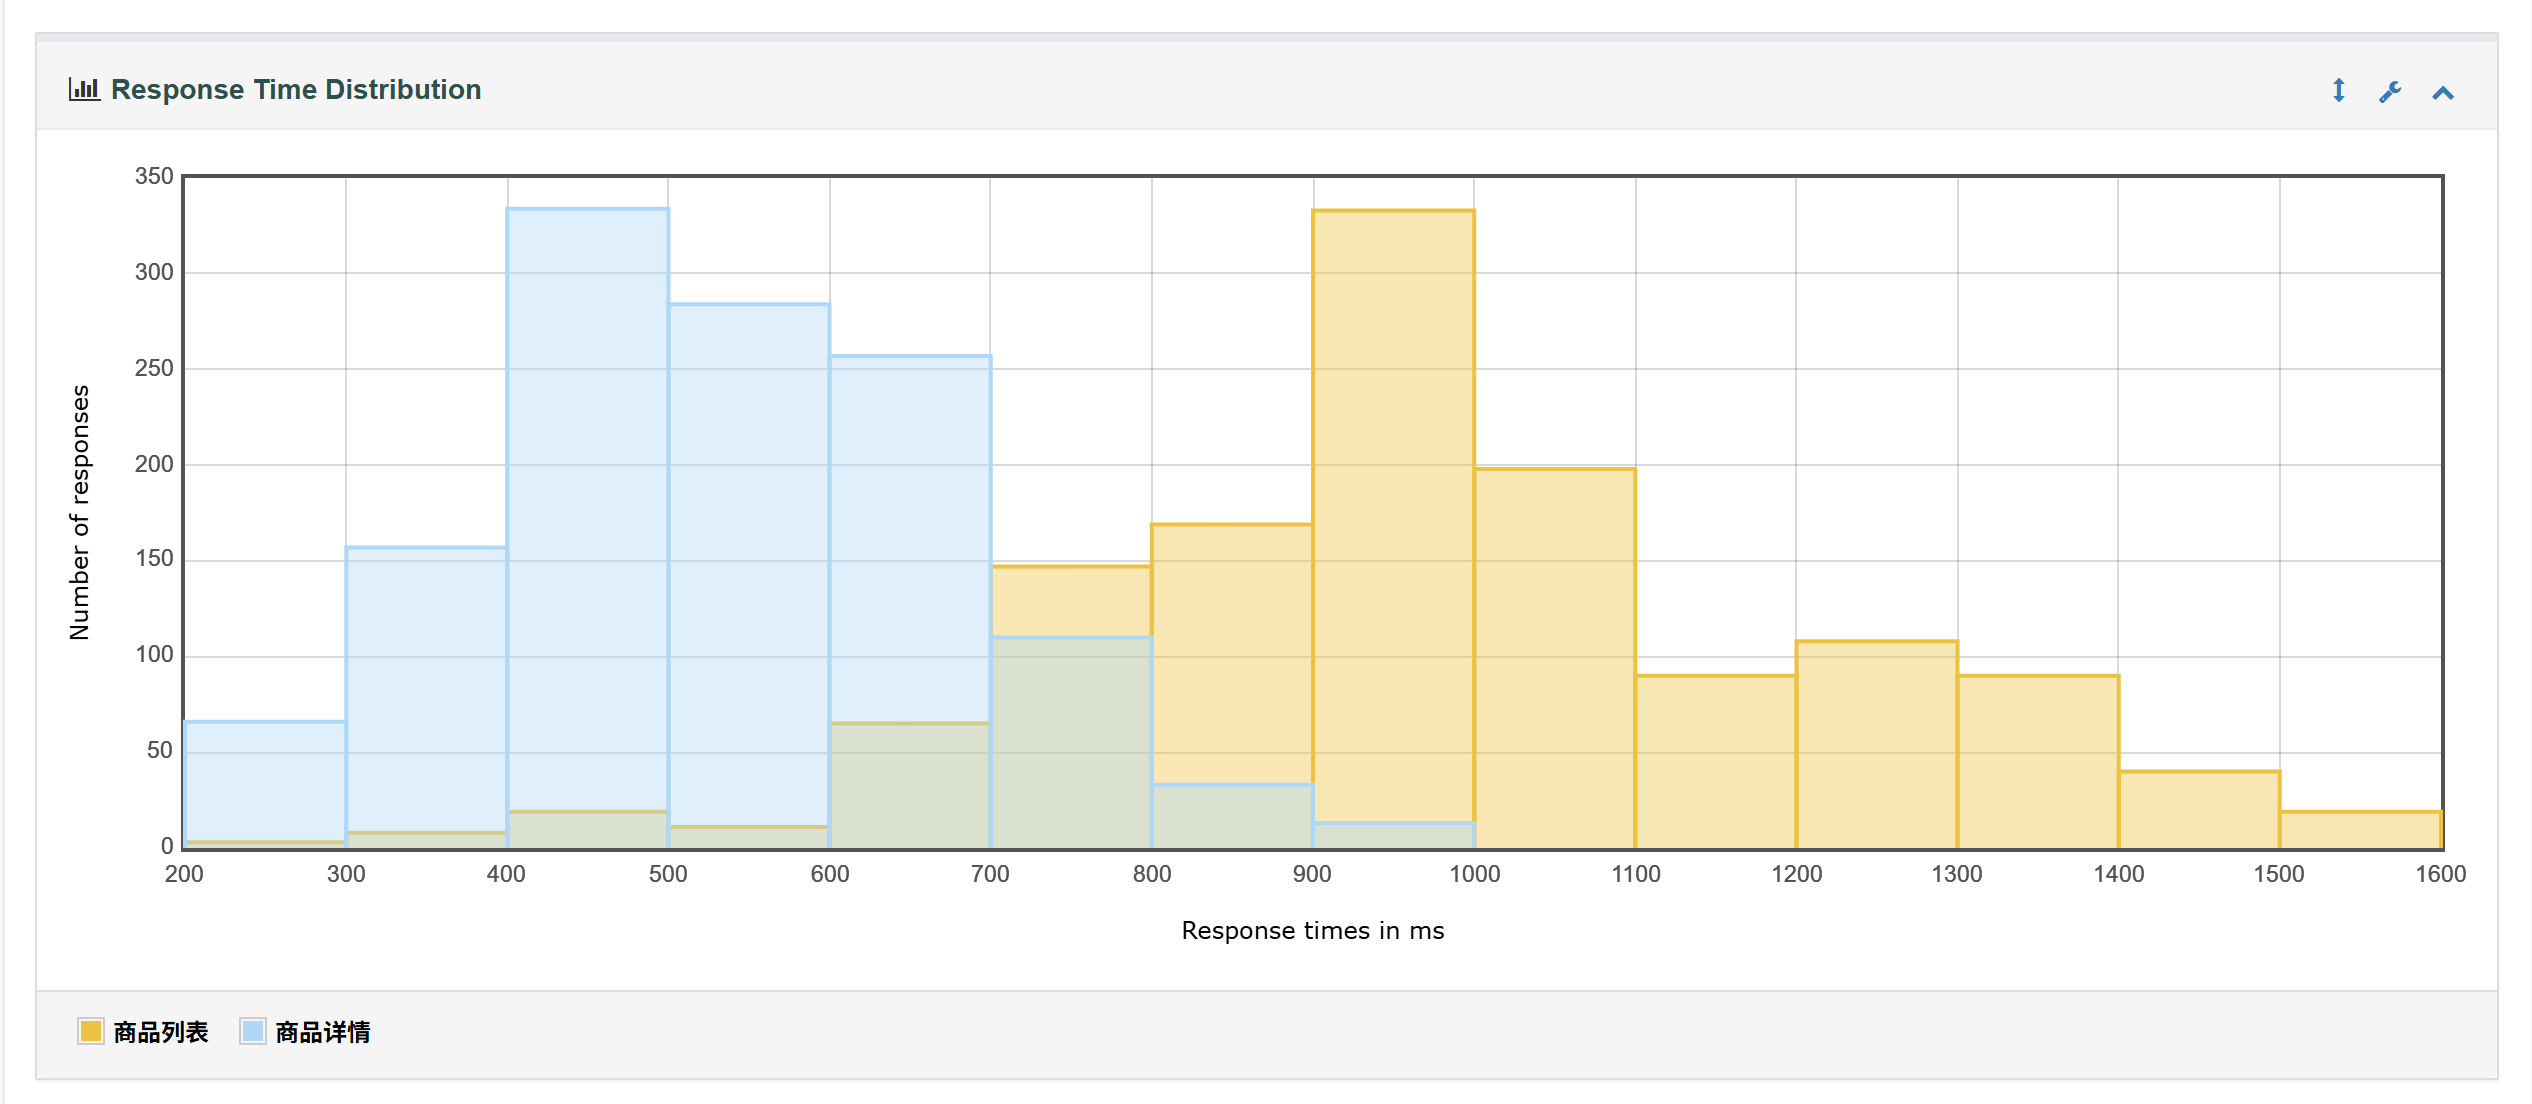 Response Time Distribution
350
300
250
200
150
100
50
0
Number of responses
200 300 400 500 600 700 800 900 1000 1100 1200 1300 1400 1500 1600
Response times in ms
商品列表 商品详情